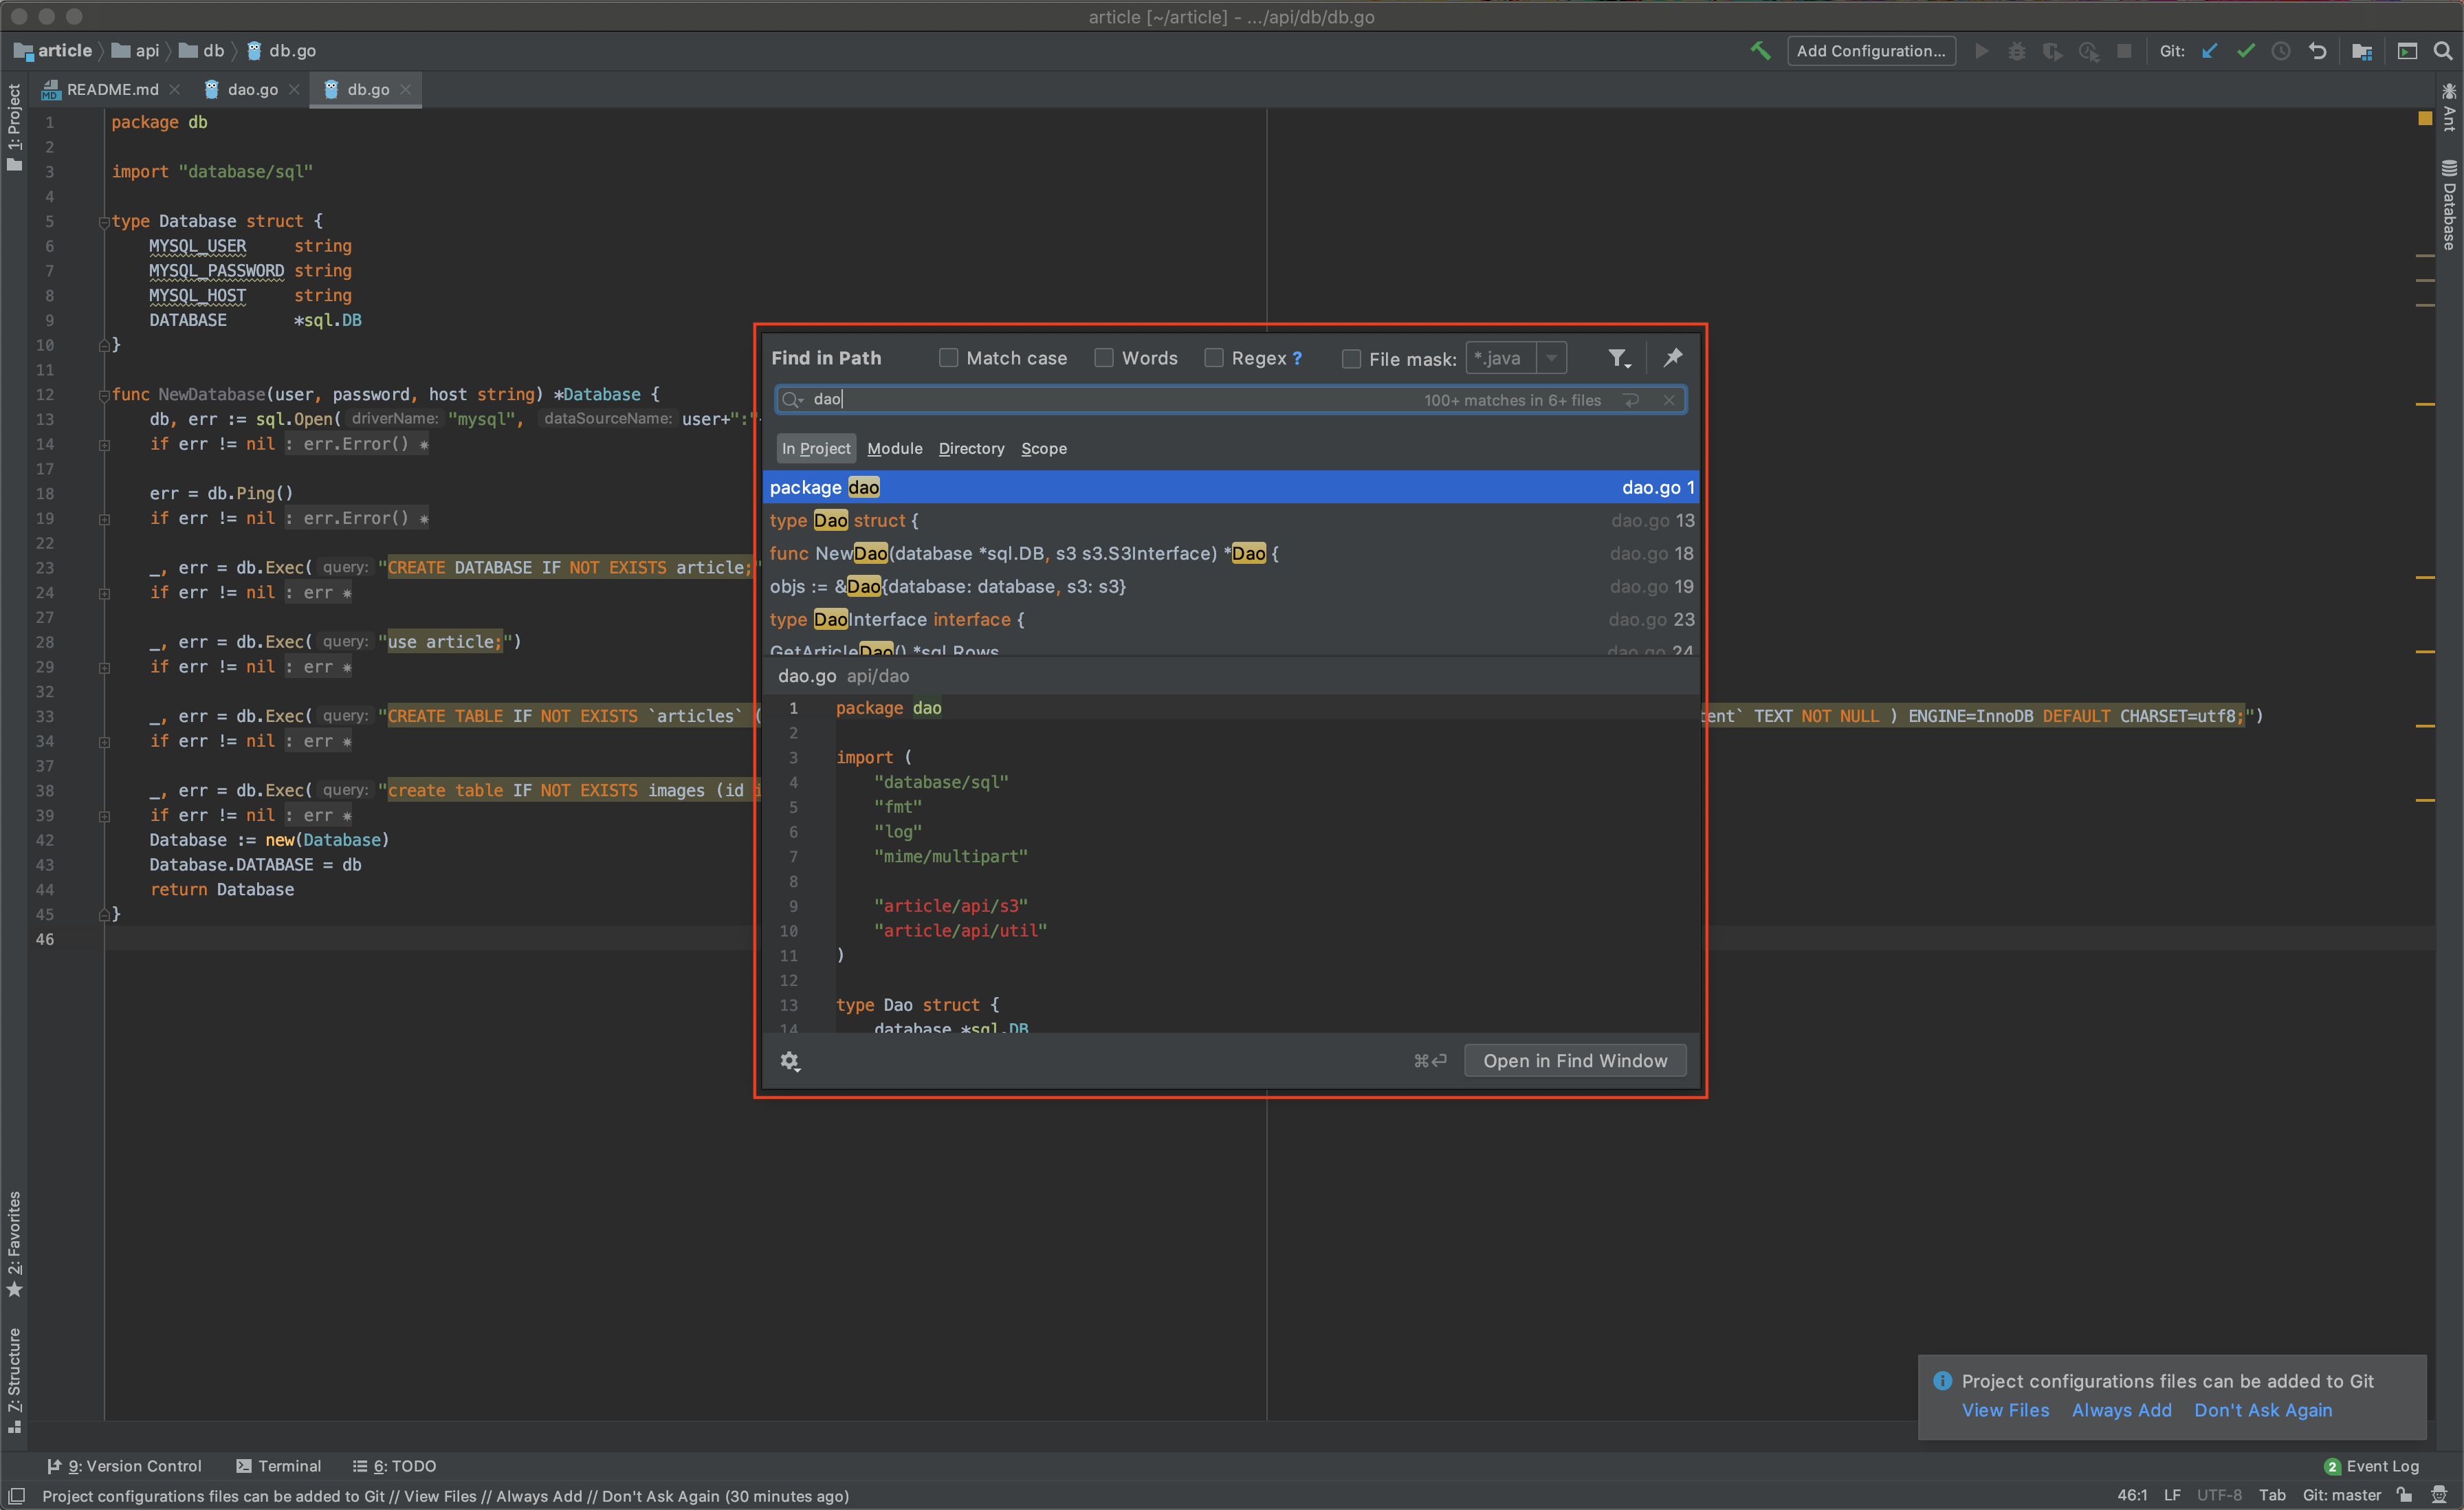 article [~/article] - .../api/db/db.go
article api db db.go
Add Configuration... Git:
README.md dao.go db.go
1: Project
Ant
Database
2: Favorites
7: Structure
1 package db
2
3 import "database/sql"
4
5 type Database struct {
6 MYSQL_USER string
7 MYSQL_PASSWORD string
8 MYSQL_HOST string
9 DATABASE *sql.DB
10 }
11
12 func NewDatabase(user, password, host string) *Database {
13 db, err := sql.Open( driverName: "mysql", dataSourceName: user+":"
14 if err != nil : err.Error()
17
18 err = db.Ping()
19 if err != nil : err.Error()
22
23 _, err = db.Exec( query: "CREATE DATABASE IF NOT EXISTS article;"
24 if err != nil : err
27
28 _, err = db.Exec( query: "use article;")
29 if err != nil : err
32
33 _, err = db.Exec( query: "CREATE TABLE IF NOT EXISTS `articles` ( tent` TEXT NOT NULL ) ENGINE=InnoDB DEFAULT CHARSET=utf8;")
34 if err != nil : err
37
38 _, err = db.Exec( query: "create table IF NOT EXISTS images (id i
39 if err != nil : err
42 Database := new(Database)
43 Database.DATABASE = db
44 return Database
45 }
46
Find in Path Match case Words Regex ? File mask: *.java
dao 100+ matches in 6+ files
In Project Module Directory Scope
package dao dao.go 1
type Dao struct { dao.go 13
func NewDao(database *sql.DB, s3 s3.S3Interface) *Dao { dao.go 18
objs := &Dao{database: database, s3: s3} dao.go 19
type DaoInterface interface { dao.go 23
GetArticleDao() *sql.Rows dao.go 24
dao.go api/dao
1 package dao
2
3 import (
4 "database/sql"
5 "fmt"
6 "log"
7 "mime/multipart"
8
9 "article/api/s3"
10 "article/api/util"
11 )
12
13 type Dao struct {
14 database *sql.DB
⌘⏎ Open in Find Window
Project configurations files can be added to Git
View Files Always Add Don't Ask Again
9: Version Control Terminal 6: TODO 2 Event Log
Project configurations files can be added to Git // View Files // Always Add // Don't Ask Again (30 minutes ago) 46:1 LF UTF-8 Tab Git: master